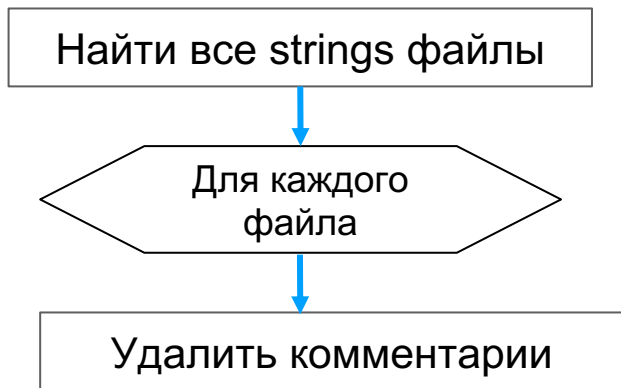 Найти все strings файлы
Для каждого
файла
Удалить комментарии